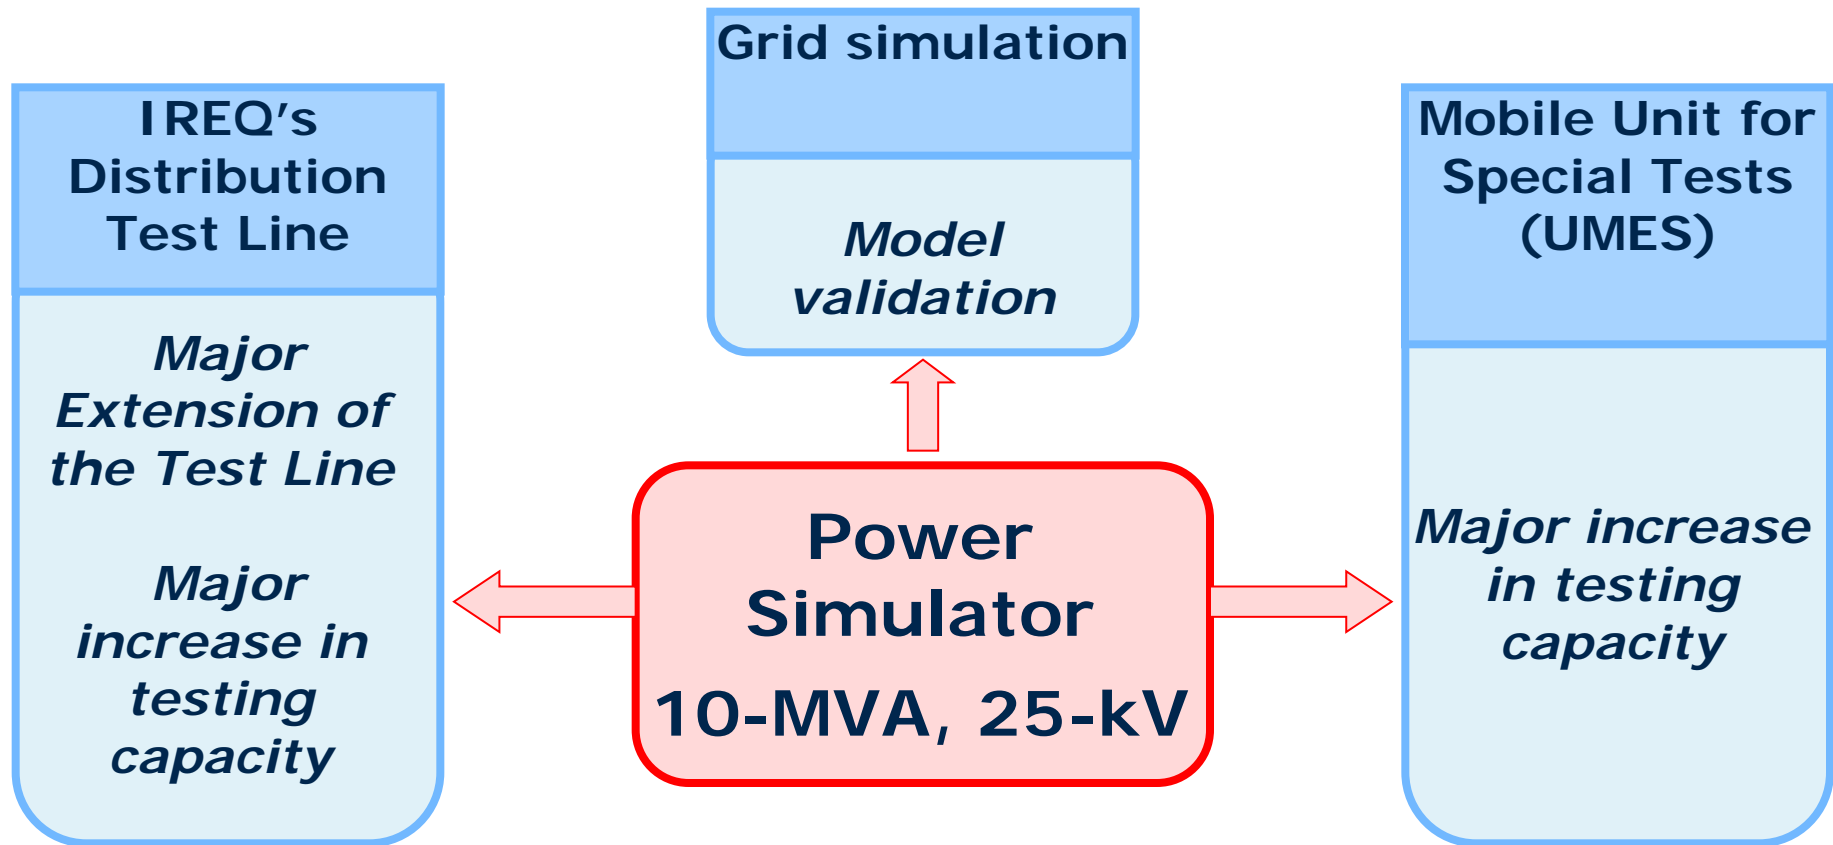 IREQ's
Distribution
Test Line
Major
Extension of
the Test Line
Major
increase in
testing
capacity
Grid simulation
Model
validation
Power
Simulator
10-MVA, 25-kV
Mobile Unit for
Special Tests
(UMES)
Major increase
in testing
capacity